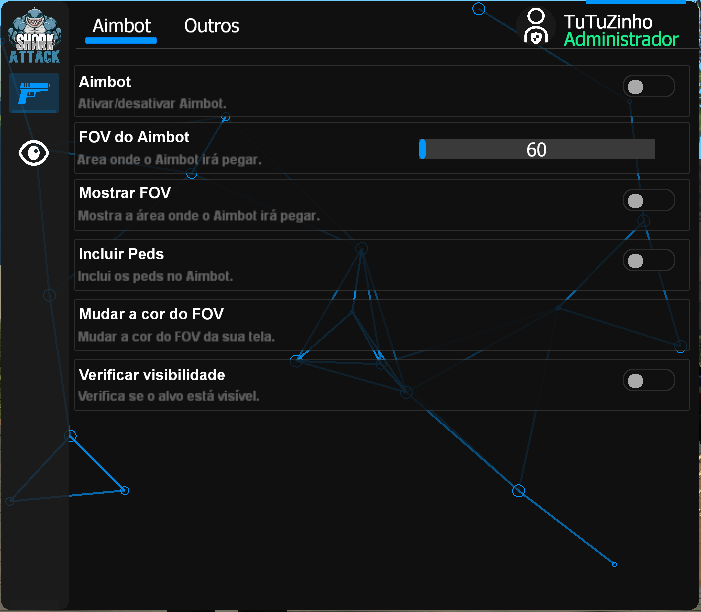 SHARK
ATTACK
Aimbot
Outros
TuTuZinho
Administrador
Aimbot
Ativar/desativar Aimbot.
FOV do Aimbot
Area onde o Aimbot irá pegar.
60
Mostrar FOV
Mostra a área onde o Aimbot irá pegar.
Incluir Peds
Inclui os peds no Aimbot.
Mudar a cor do FOV
Mudar a cor do FOV da sua tela.
Verificar visibilidade
Verifica se o alvo está visível.